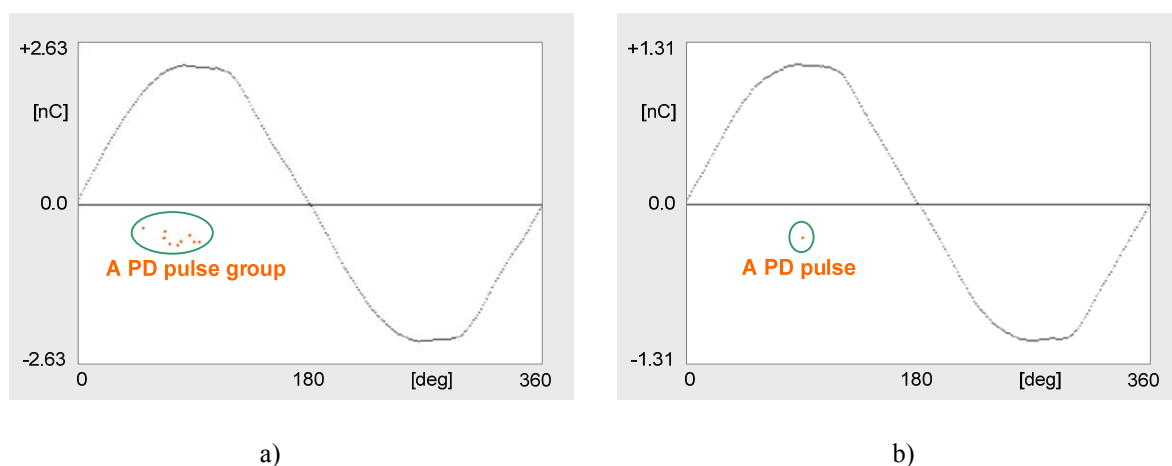 +2.63
[nC]
0.0
A PD pulse group
-2.63
0 180 [deg] 360
a)
+1.31
[nC]
0.0
A PD pulse
-1.31
0 180 [deg] 360
b)